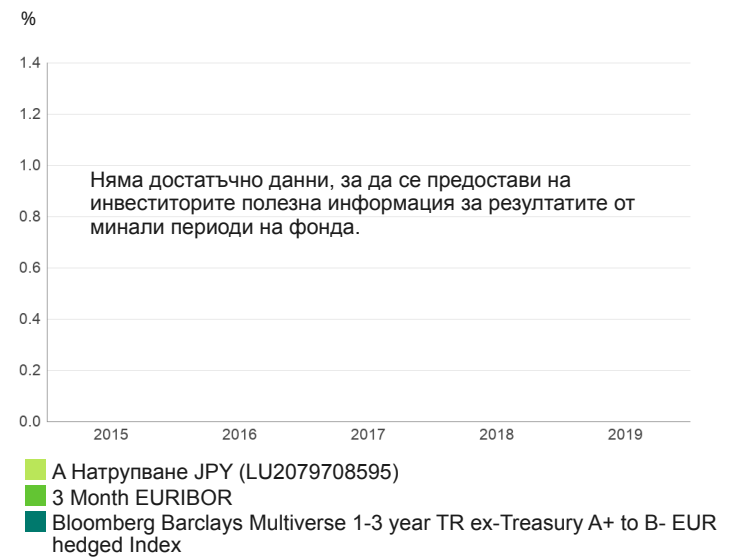 %
1.4
1.2
1.0
Няма достатъчно данни, за да се предостави на
инвеститорите полезна информация за резултатите от
минали периоди на фонда.
0.8
0.6
0.4
0.2
0.0
2015 2016 2017 2018 2019
А Натрупване JPY (LU2079708595)
3 Month EURIBOR
Bloomberg Barclays Multiverse 1-3 year TR ex-Treasury A+ to B- EUR
hedged Index